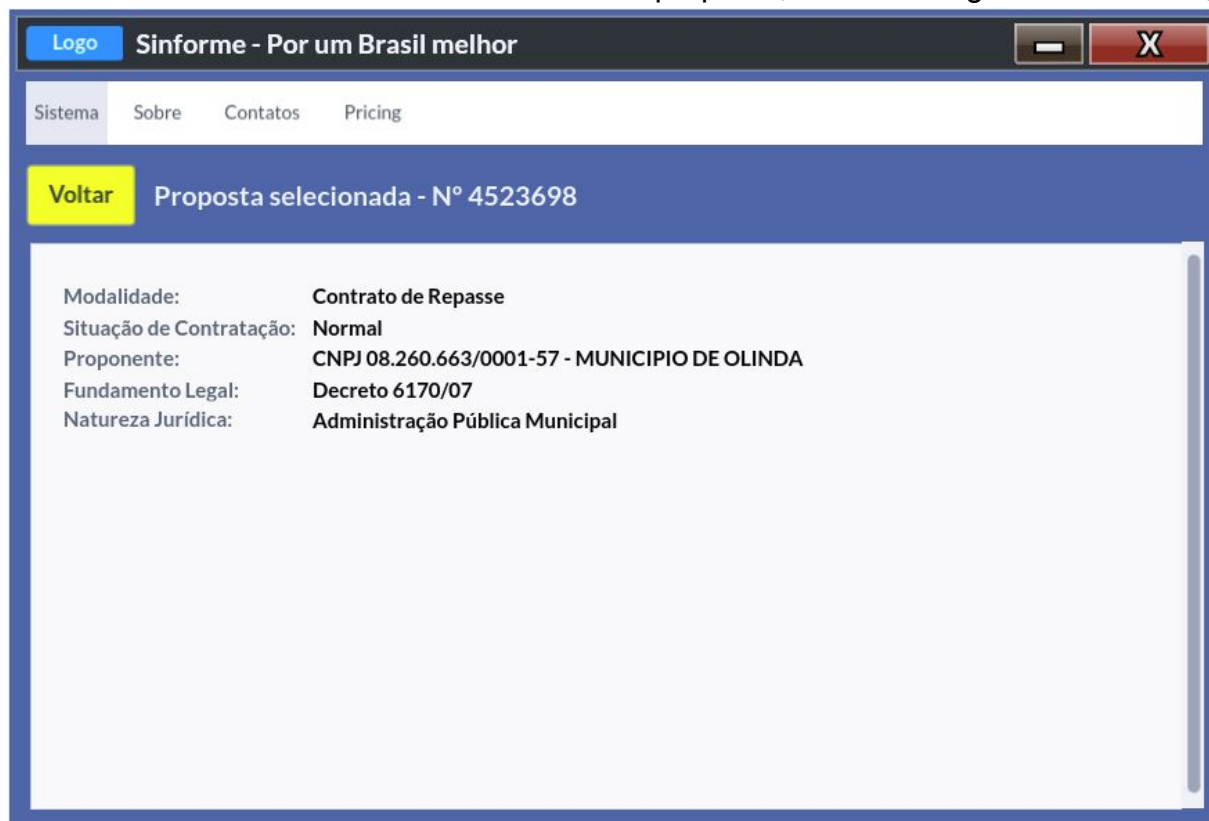 Logo Sinforme - Por um Brasil melhor X
Sistema Sobre Contatos Pricing
Voltar Proposta selecionada - Nº 4523698
Modalidade: Contrato de Repasse
Situação de Contratação: Normal
Proponente: CNPJ 08.260.663/0001-57 - MUNICIPIO DE OLINDA
Fundamento Legal: Decreto 6170/07
Natureza Jurídica: Administração Pública Municipal